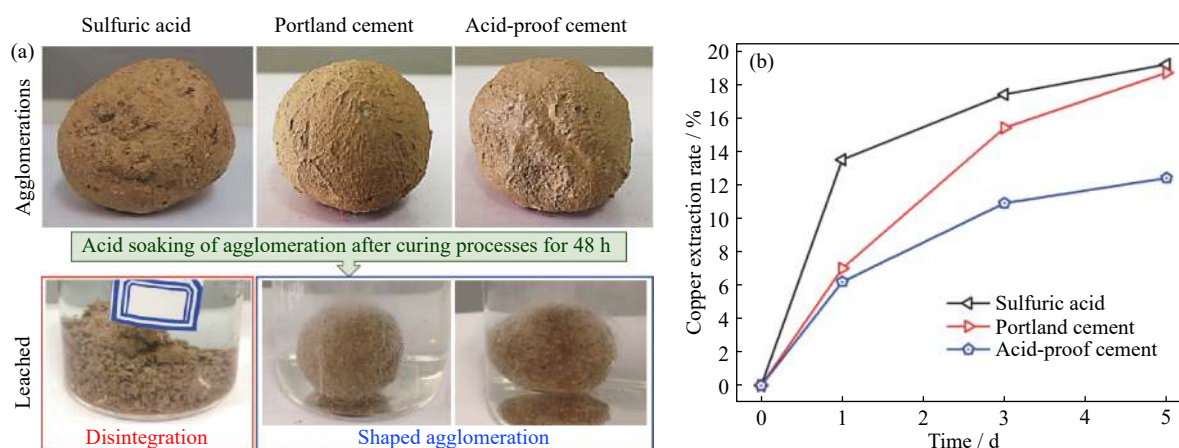 Sulfuric acid
Portland cement
Acid-proof cement
(a)
Agglomerations
Acid soaking of agglomeration after curing processes for 48 h
Leached
Disintegration
Shaped agglomeration
(b)
Copper extraction rate / %
20
18
16
14
12
10
8
6
4
2
0
Sulfuric acid
Portland cement
Acid-proof cement
0
1
2
3
4
5
Time / d